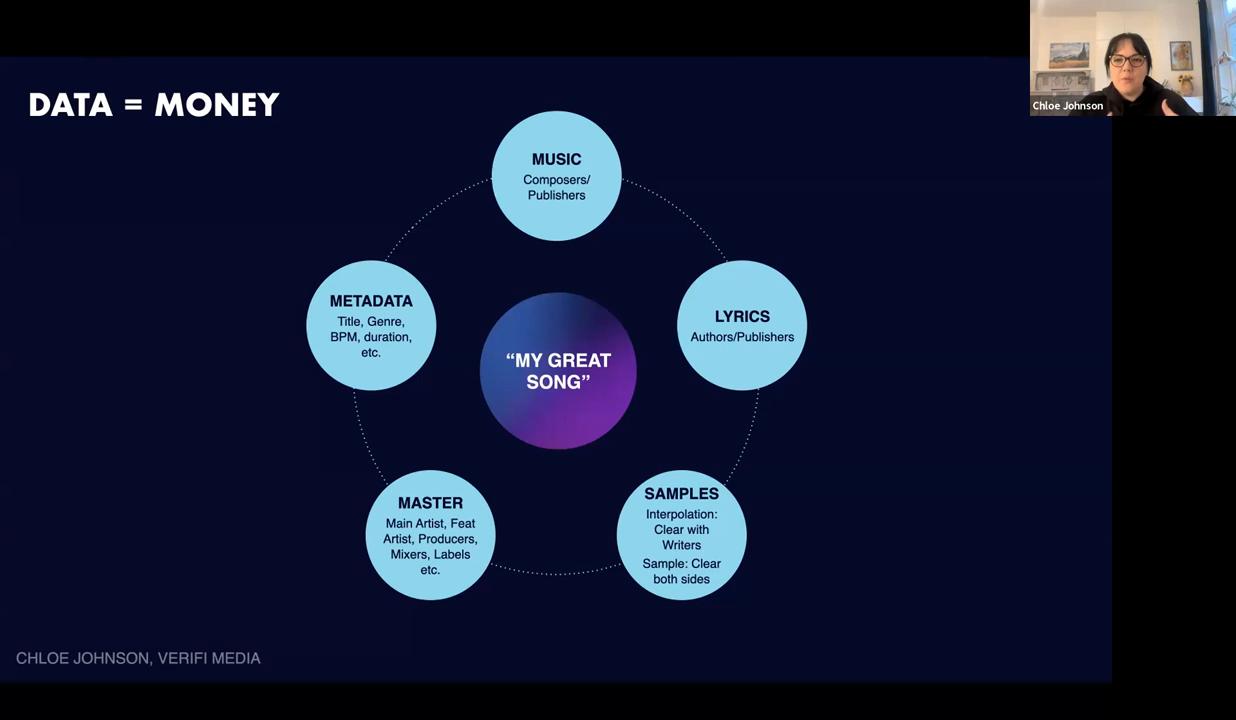 DATA = MONEY
Chloe Johnson
MUSIC
Composers/
Publishers
METADATA
Title, Genre,
BPM, duration,
etc.
LYRICS
Authors/Publishers
“MY GREAT
SONG”
MASTER
Main Artist, Feat
Artist, Producers,
Mixers, Labels
etc.
SAMPLES
Interpolation:
Clear with
Writers
Sample: Clear
both sides
CHLOE JOHNSON, VERIFI MEDIA